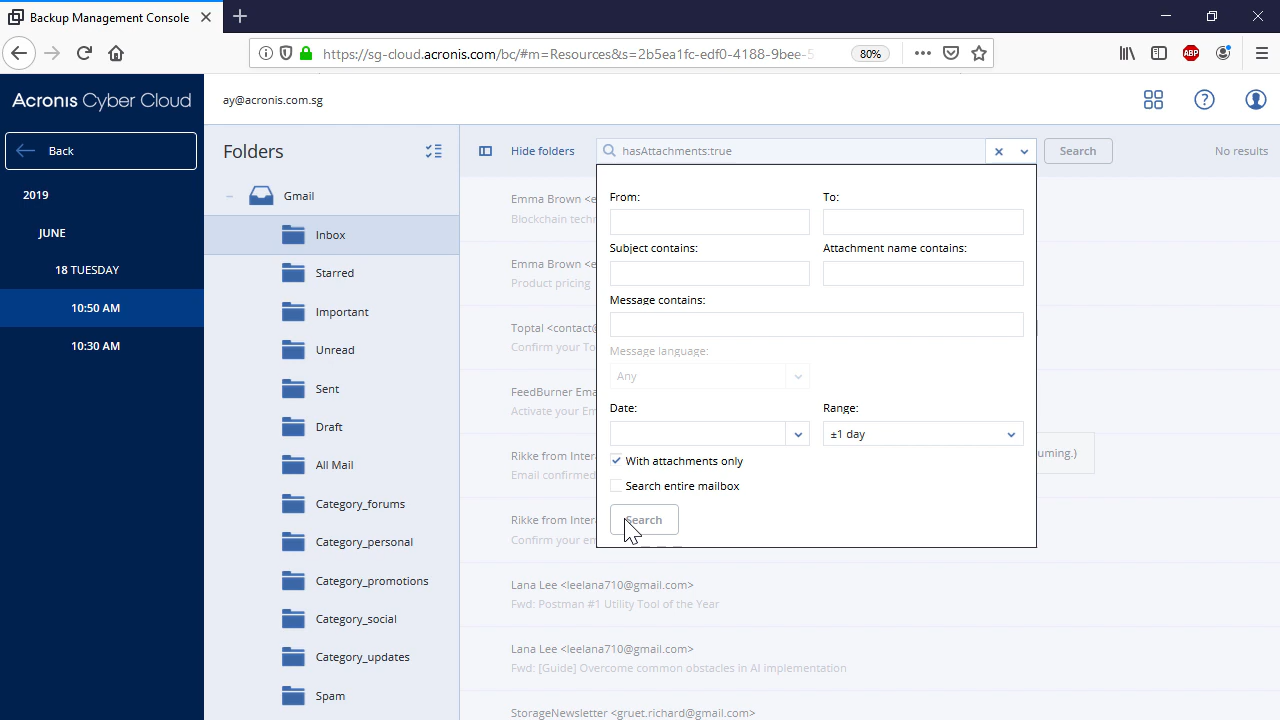 Backup Management Console
https://sg-cloud.acronis.com/bc/#m=Resources&s=2b5ea1fc-edf0-4188-9bee-5
80%
ABP
Acronis Cyber Cloud
ay@acronis.com.sg
Back
2019
JUNE
18 TUESDAY
10:50 AM
10:30 AM
Folders
Gmail
Inbox
Starred
Important
Unread
Sent
Draft
All Mail
Category_forums
Category_personal
Category_promotions
Category_social
Category_updates
Spam
Hide folders
hasAttachments:true
Search
No results
From:
To:
Subject contains:
Attachment name contains:
Message contains:
Message language:
Any
Date:
Range:
±1 day
With attachments only
Search entire mailbox
Search
Emma Brown <e
Blockchain tech
Emma Brown <e
Product pricing
Toptal <contact@
Confirm your To
FeedBurner Ema
Activate your Em
Rikke from Inter
Email confirmed
uming.)
Rikke from Inter
Confirm your em
Lana Lee <leelana710@gmail.com>
Fwd: Postman #1 Utility Tool of the Year
Lana Lee <leelana710@gmail.com>
Fwd: [Guide] Overcome common obstacles in AI implementation
StorageNewsletter <gruet.richard@gmail.com>